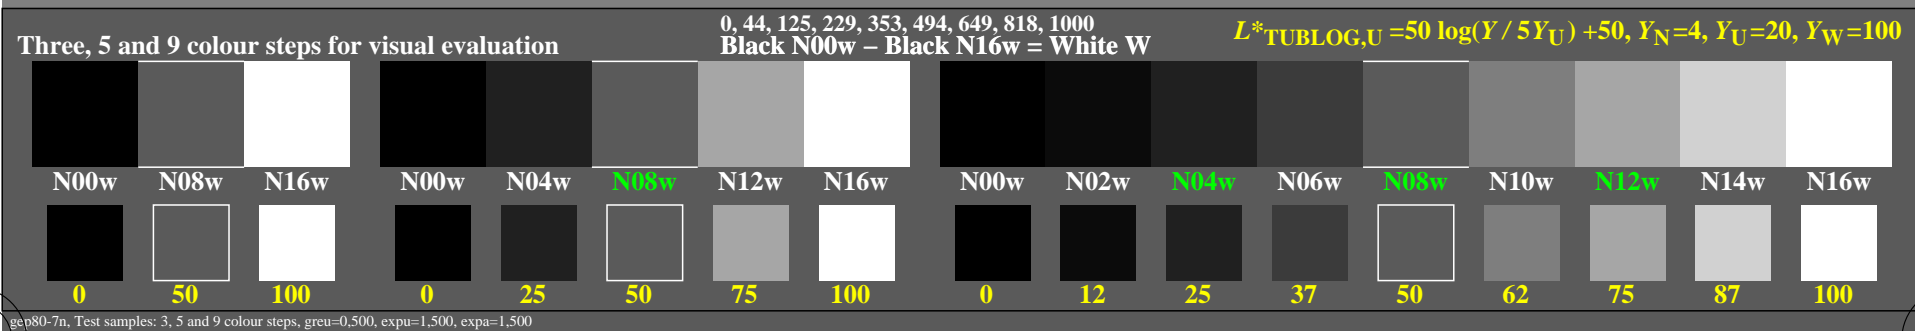 Three, 5 and 9 colour steps for visual evaluation
0, 44, 125, 229, 353, 494, 649, 818, 1000
Black N00w – Black N16w = White W
L*TUBLOG,U =50 log(Y / 5YU) +50, YN=4, YU=20, YW=100
N00w N08w N16w N00w N04w N08w N12w N16w N00w N02w N04w N06w N08w N10w N12w N14w N16w
0 50 100 0 25 50 75 100 0 12 25 37 50 62 75 87 100
gep80-7n, Test samples: 3, 5 and 9 colour steps, greu=0,500, expu=1,500, expa=1,500